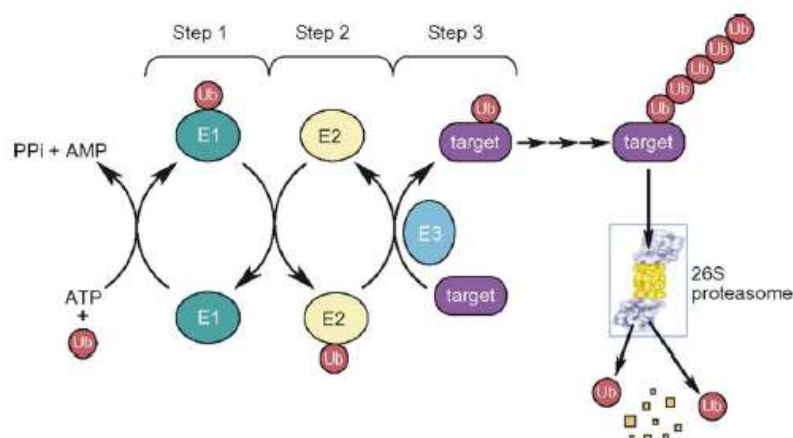 Step 1 Step 2 Step 3
Ub Ub Ub Ub Ub
Ub
Ub
E1 E2 target target
PPi + AMP
E3
26S
proteasome
ATP
+
Ub
E1 E2 target
Ub
Ub Ub